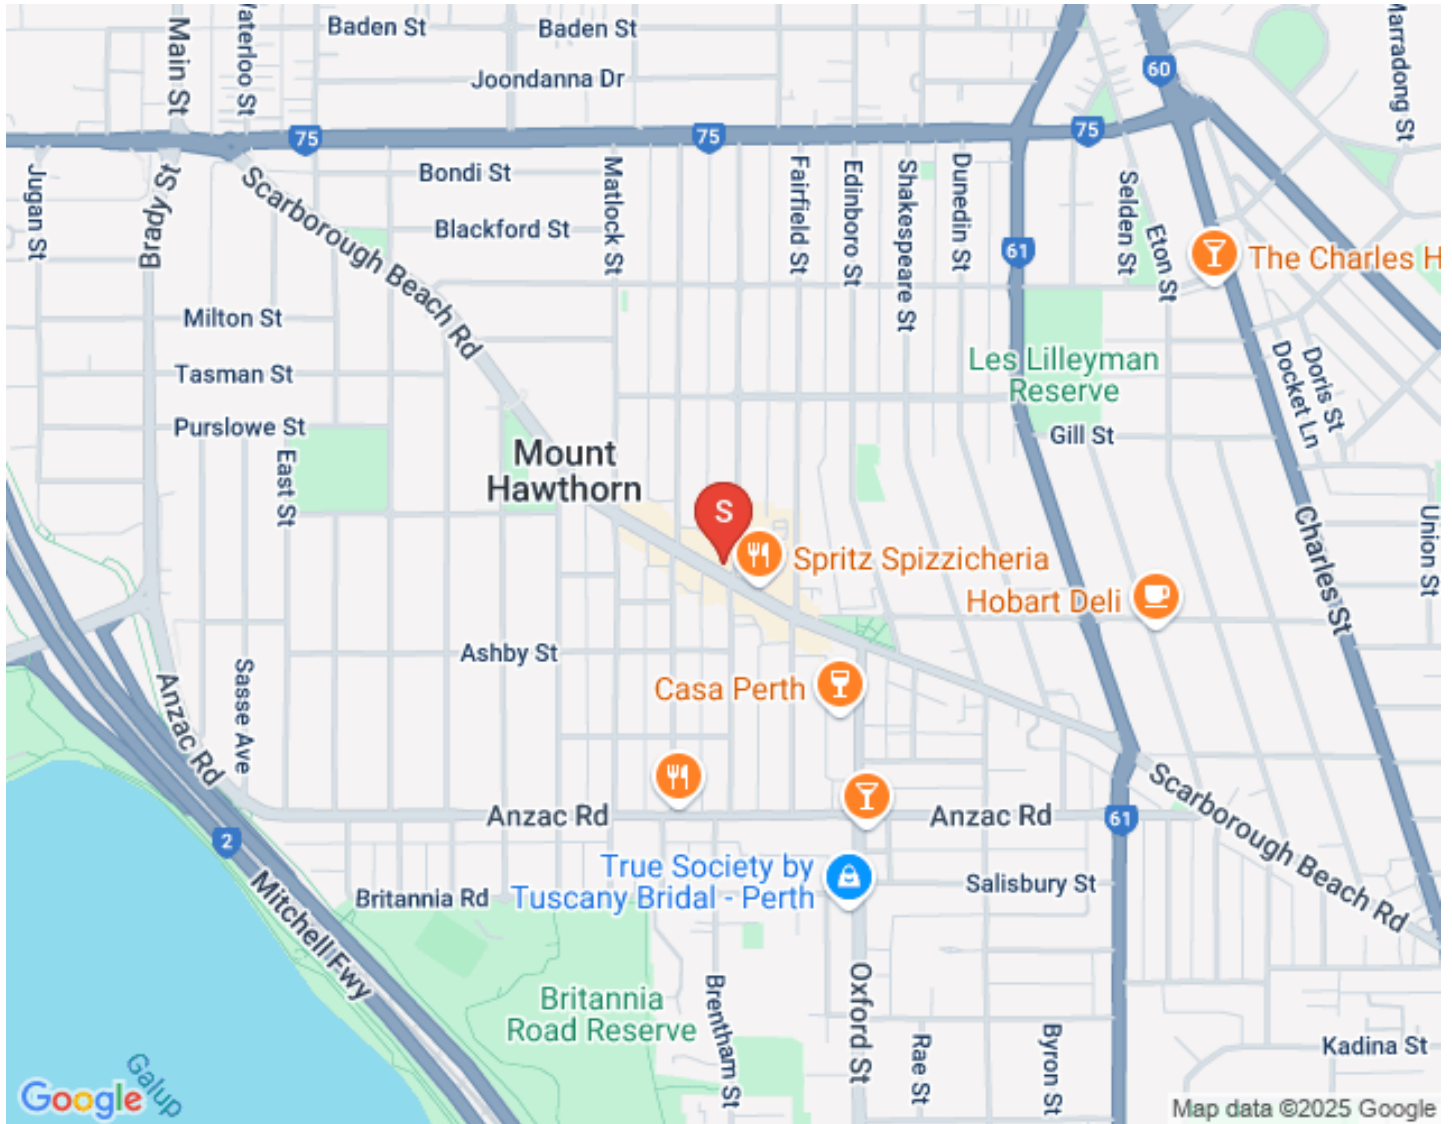 Baden St
Baden St
Main St
Waterloo St
Joondanna Dr
Marradong St
60
75
75
75
Bondi St
Matlock St
Fairfield St
Edinboro St
Shakespeare St
Dunedin St
Selden St
Eton St
Jugan St
Brady St
Scarborough Beach Rd
Blackford St
61
The Charles H
Milton St
Tasman St
Purslowe St
East St
Les Lilleyman
Reserve
Gill St
Doris St
Docket Ln
Mount
Hawthorn
S
Spritz Spizzicheria
Hobart Deli
Charles St
Union St
Ashby St
Casa Perth
Sasse Ave
Anzac Rd
Anzac Rd
Anzac Rd
61
Scarborough Beach Rd
2
Mitchell Fwy
True Society by
Tuscany Bridal - Perth
Salisbury St
Britannia Rd
Britannia
Road Reserve
Brentham St
Oxford St
Rae St
Byron St
Kadina St
Galup
Google
Map data ©2025 Google